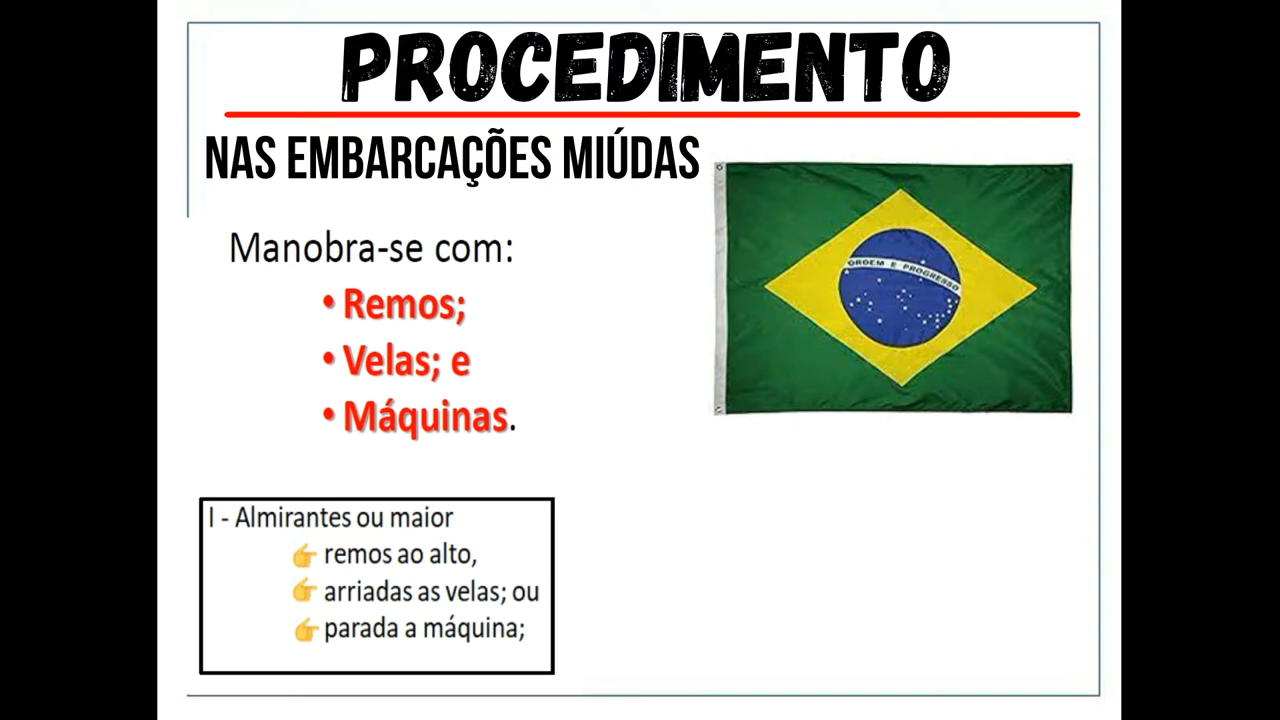 PROCEDIMENTO
NAS EMBARCAÇÕES MIÚDAS
Manobra-se com:
• Remos;
• Velas; e
• Máquinas.
ORDEM E PROGRESSO
I - Almirantes ou maior
👉 remos ao alto,
👉 arriadas as velas; ou
👉 parada a máquina;